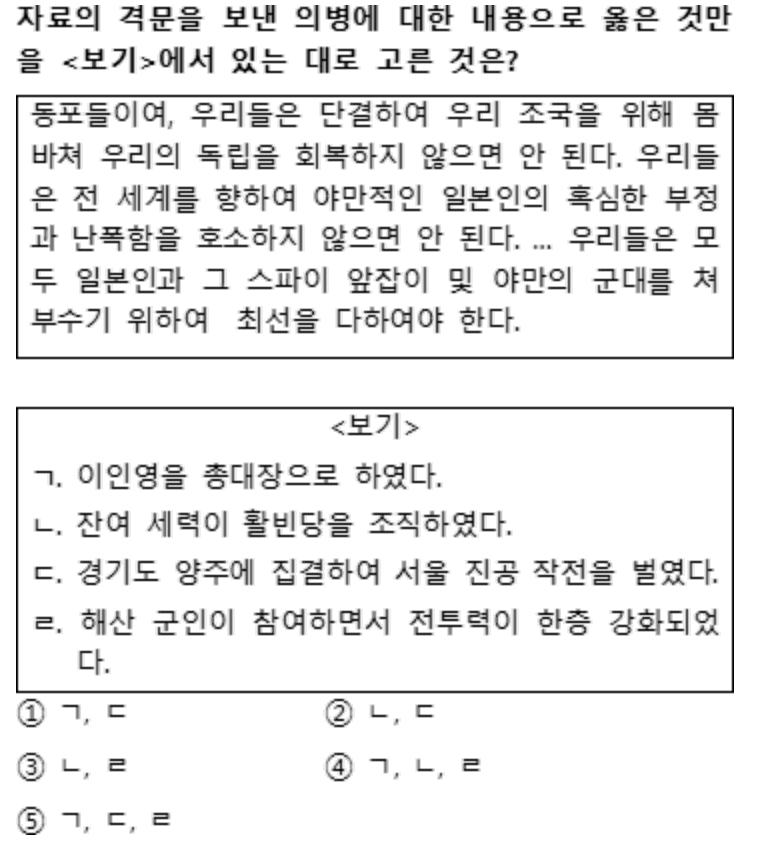 자료의 격문을 보낸 의병에 대한 내용으로 옳은 것만
을 <보기>에서 있는 대로 고른 것은?
동포들이여, 우리들은 단결하여 우리 조국을 위해 몸
바쳐 우리의 독립을 회복하지 않으면 안 된다. 우리들
은 전 세계를 향하여 야만적인 일본인의 혹심한 부정
과 난폭함을 호소하지 않으면 안 된다. ... 우리들은 모
두 일본인과 그 스파이 앞잡이 및 야만의 군대를 쳐
부수기 위하여 최선을 다하여야 한다.
<보기>
ㄱ. 이인영을 총대장으로 하였다.
ㄴ. 잔여 세력이 활빈당을 조직하였다.
ㄷ. 경기도 양주에 집결하여 서울 진공 작전을 벌였다.
ㄹ. 해산 군인이 참여하면서 전투력이 한층 강화되었
다.
① ㄱ, ㄷ ② ㄴ, ㄷ
③ ㄴ, ㄹ ④ ㄱ, ㄴ, ㄹ
⑤ ㄱ, ㄷ, ㄹ